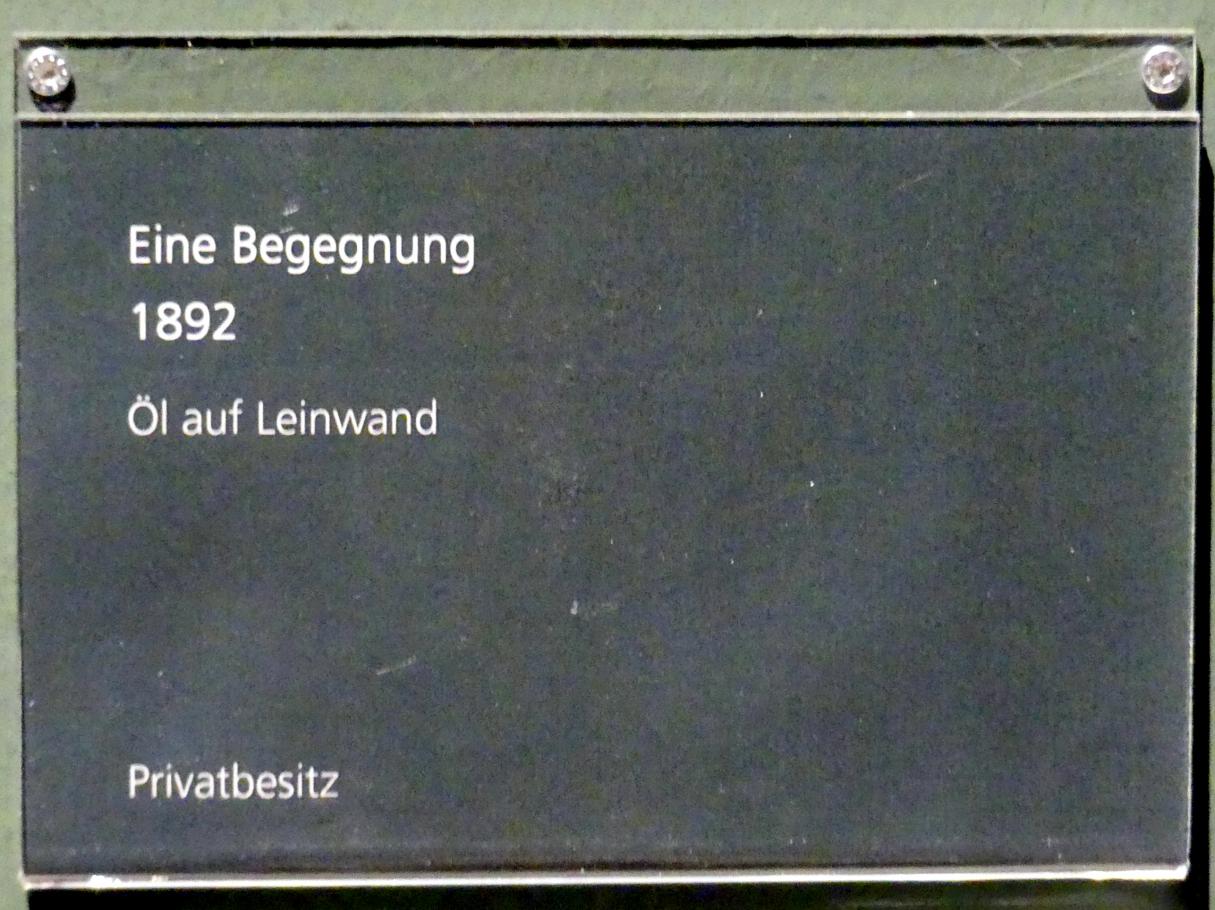 Eine Begegnung
1892
Öl auf Leinwand
Privatbesitz